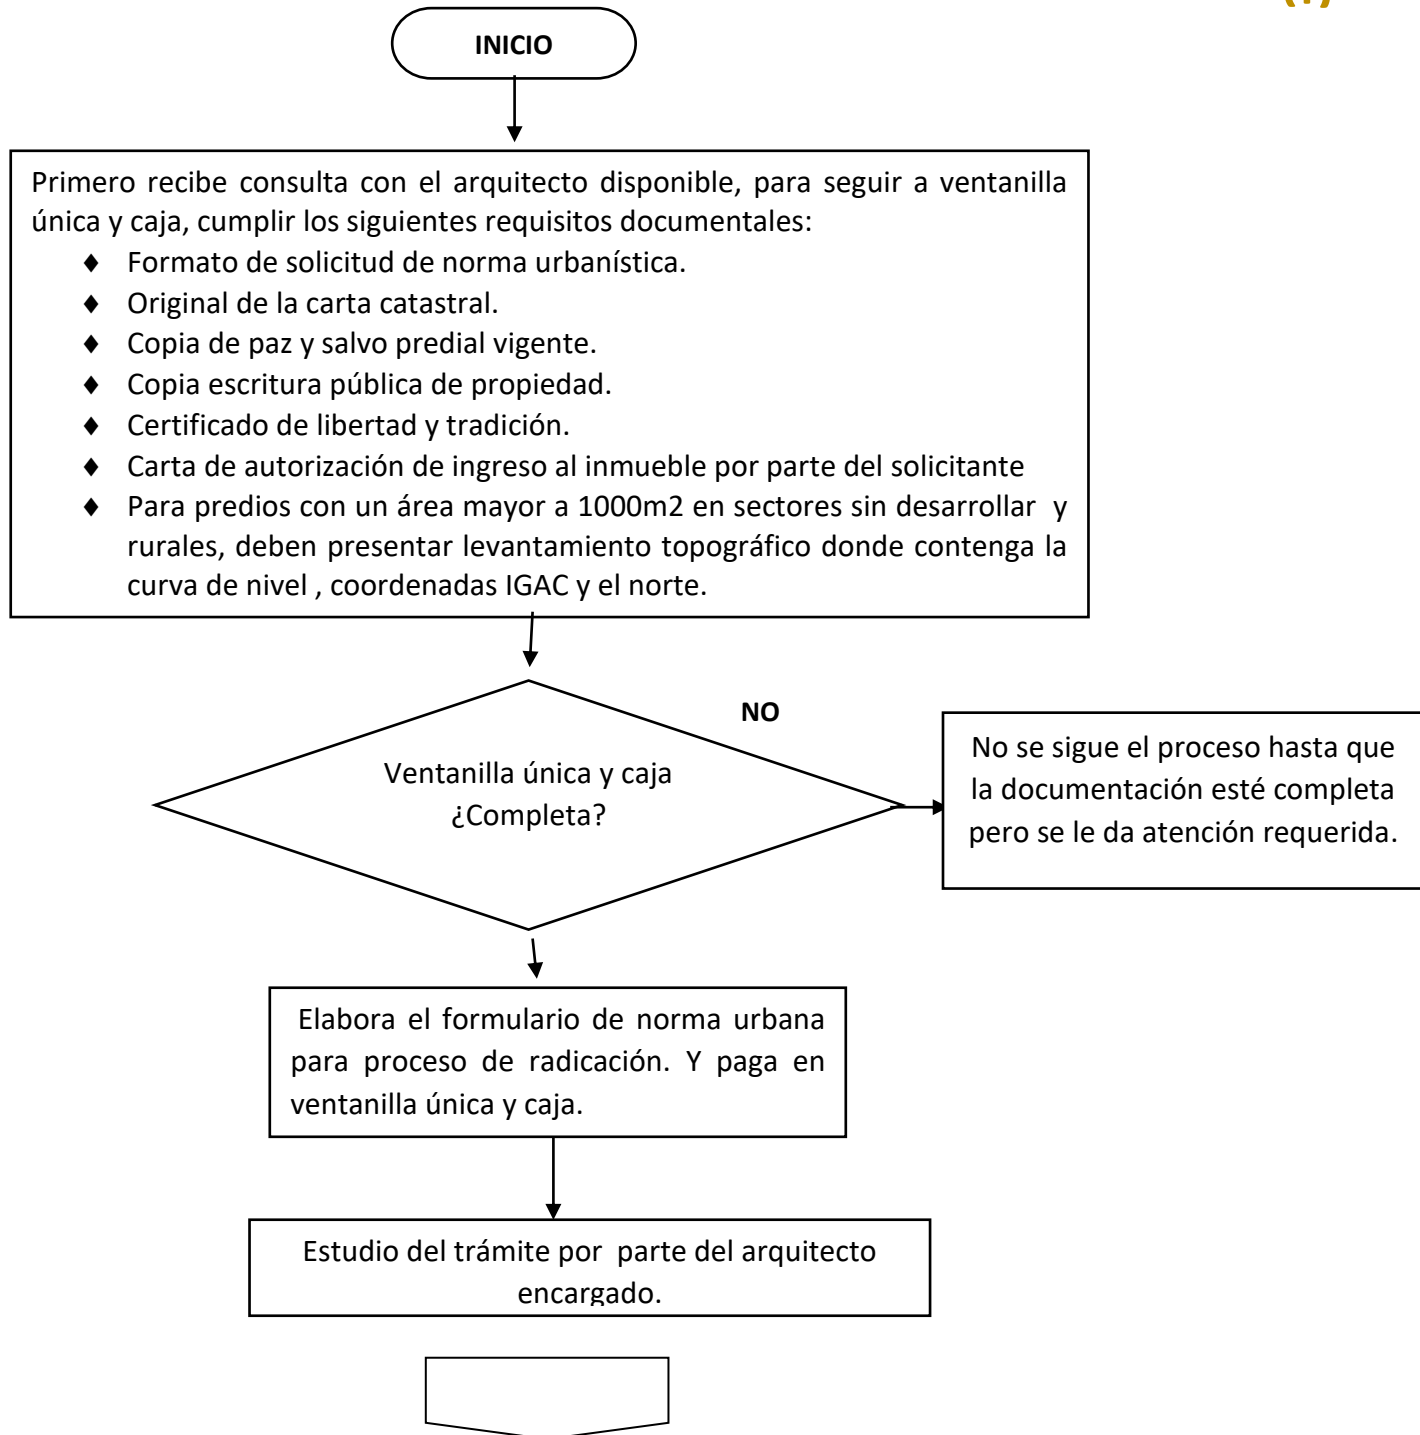 INICIO
Primero recibe consulta con el arquitecto disponible, para seguir a ventanilla
única y caja, cumplir los siguientes requisitos documentales:
♦ Formato de solicitud de norma urbanística.
♦ Original de la carta catastral.
♦ Copia de paz y salvo predial vigente.
♦ Copia escritura pública de propiedad.
♦ Certificado de libertad y tradición.
♦ Carta de autorización de ingreso al inmueble por parte del solicitante
♦ Para predios con un área mayor a 1000m2 en sectores sin desarrollar y
rurales, deben presentar levantamiento topográfico donde contenga la
curva de nivel , coordenadas IGAC y el norte.
NO
Ventanilla única y caja
¿Completa?
No se sigue el proceso hasta que
la documentación esté completa
pero se le da atención requerida.
Elabora el formulario de norma urbana
para proceso de radicación. Y paga en
ventanilla única y caja.
Estudio del trámite por parte del arquitecto
encargado.